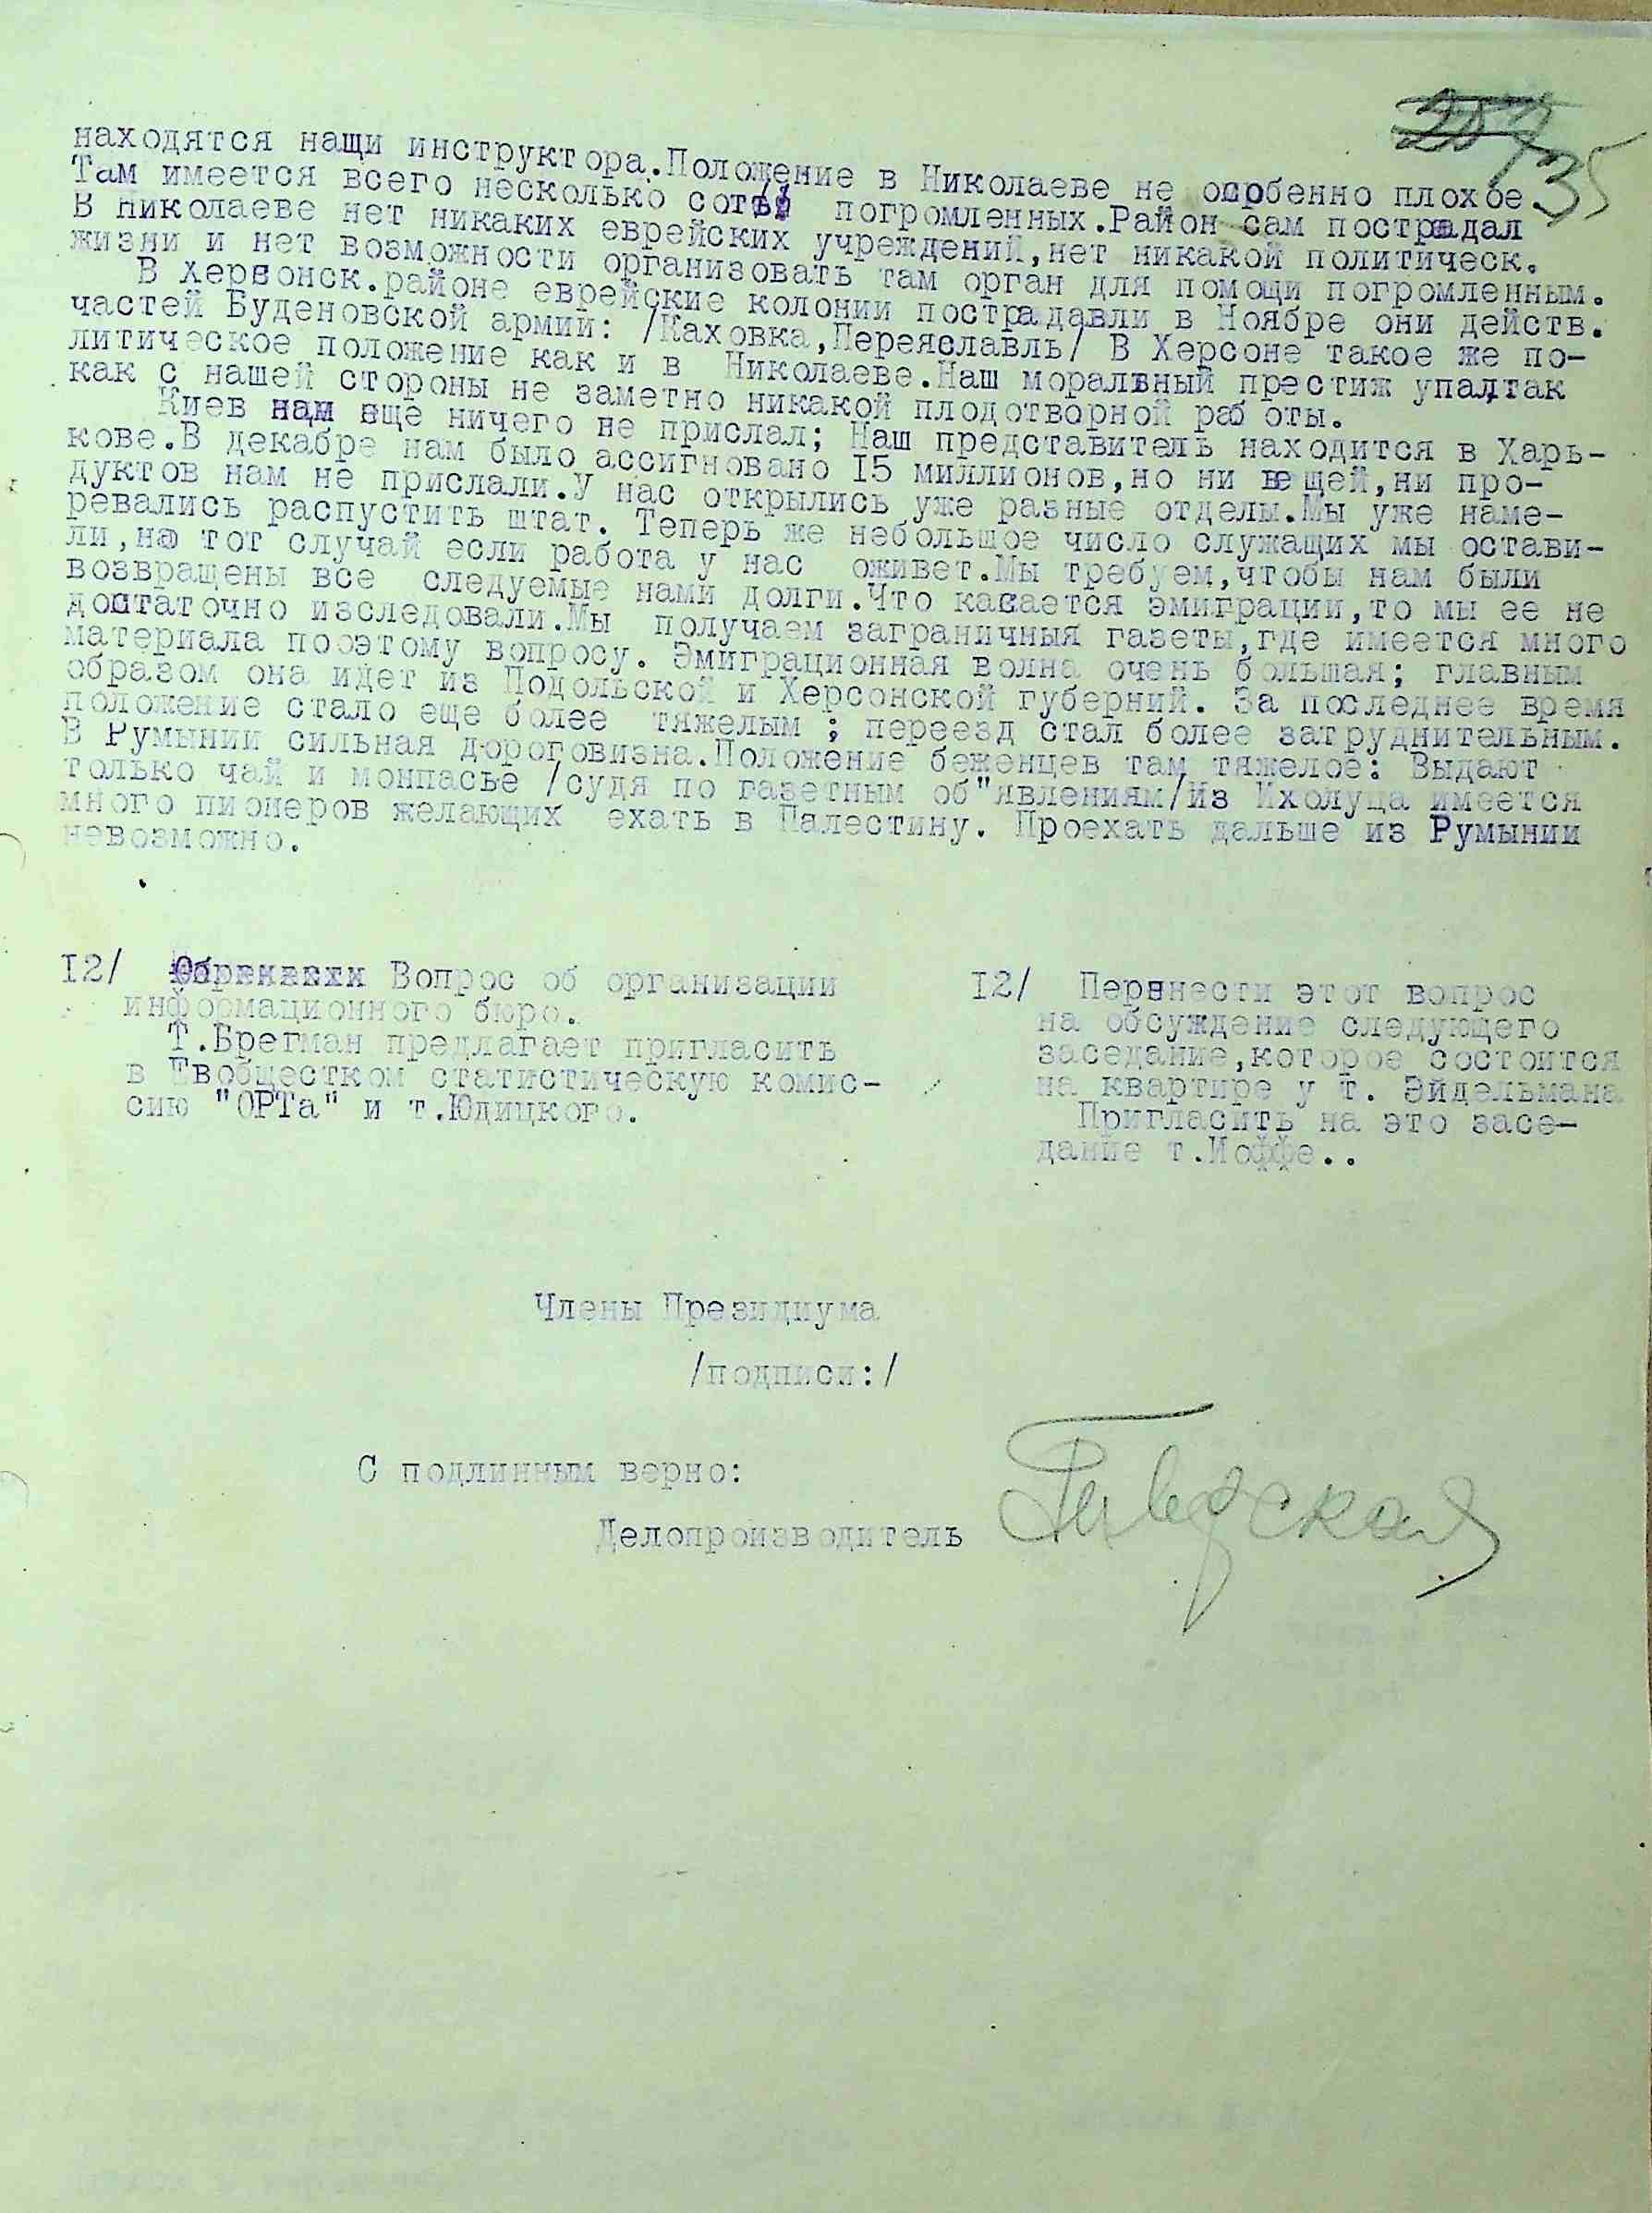 257 35
находятся нащи инструктора.Положение в Николаеве не особенно плохое
Там имеется всего несколько сот погромленных.Район сам пострадал
В Николаеве нет никаких еврейских учреждений,нет никакой политическ.
жизни и нет возможности организовать там орган для помощи погромленным.
В Херсонск.районе еврейские колонии пострадавли в Ноябре они действ.
частей Буденовской армии: /Каховка,Переяславль/ В Херсоне такое же по-
литическое положение как и в Николаеве.Наш моральный престиж упал,так
как с нашей стороны не заметно никакой плодотворной работы.
Киев нам еще ничего не прислал; Наш представитель находится в Харь-
кове.В декабре нам было ассигновано I5 миллионов,но ни вещей,ни про-
дуктов нам не прислали.У нас открылись уже разные отделы.Мы уже наме-
ревались распустить штат. Теперь же небольшое число служащих мы остави-
ли,на тот случай если работа у нас оживет.Мы требуем,чтобы нам были
возвращены все следуемые нами долги.Что касается эмиграции,то мы ее не
достаточно изследовали.Мы получаем заграничныя газеты,где имеется много
материала поэтому вопросу. Эмиграционная волна очень большая; главным
образом она идет из Подольской и Херсонской губерний. За последнее время
положение стало еще более тяжелым ; переезд стал более затруднительным.
В Румынии сильная дороговизна.Положение беженцев там тяжелое: Выдают
только чай и монпасье /судя по газетным об"явлениям/Из Ихолуца имеется
много пионеров желающих ехать в Палестину. Проехать дальше из Румынии
невозможно.
I2/ Вопрос об организации
информационного бюро.
Т.Брегман предлагает пригласить
в Евобщестком статистическую комис-
сию "ОРТа" и т.Юдицкого.
I2/ Перенести этот вопрос
на обсуждение следующего
заседание,которое состоится
на квартире у т. Эйдельмана
Пригласить на это засе-
дание т.Иоффе..
Члены Президиума
/подписи:/
С подлинным верно:
Делопроизводитель